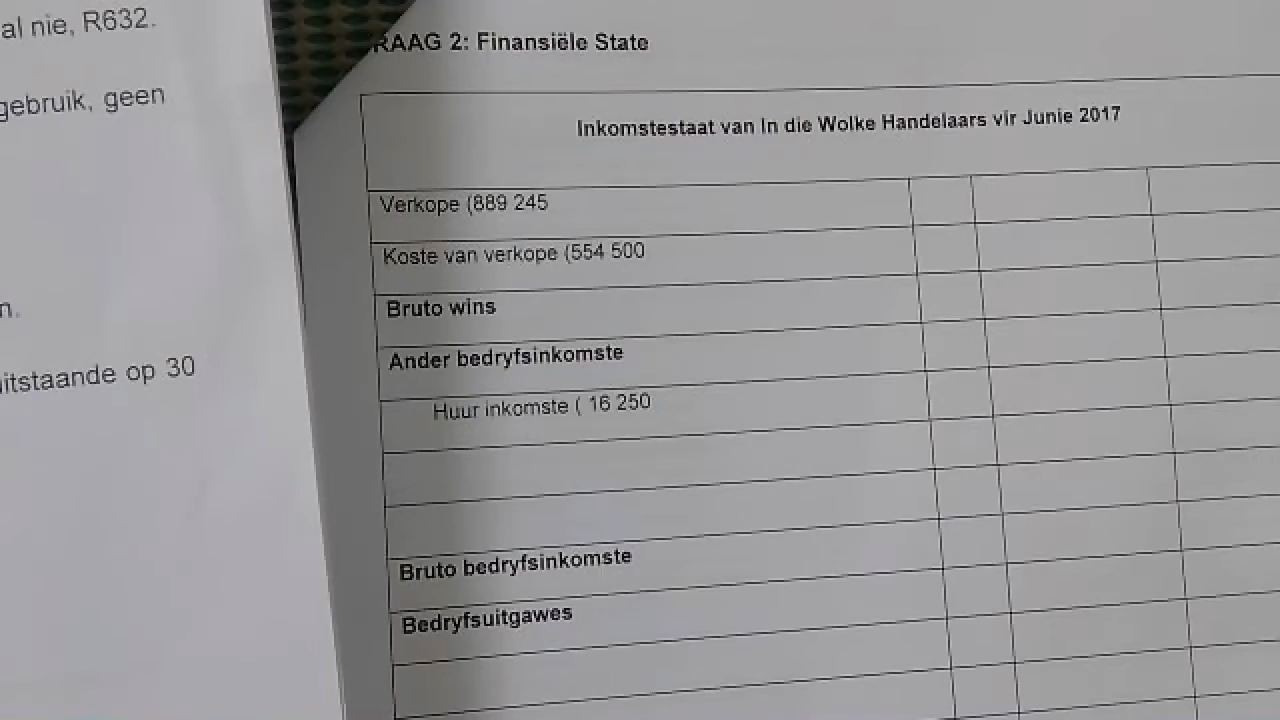 al nie, R632.
gebruik, geen
n.
uitstaande op 30
RAAG 2: Finansiële State
Inkomstestaat van In die Wolke Handelaars vir Junie 2017
Verkope (889 245
Koste van verkope (554 500
Bruto wins
Ander bedryfsinkomste
Huur inkomste ( 16 250
Bruto bedryfsinkomste
Bedryfsuitgawes